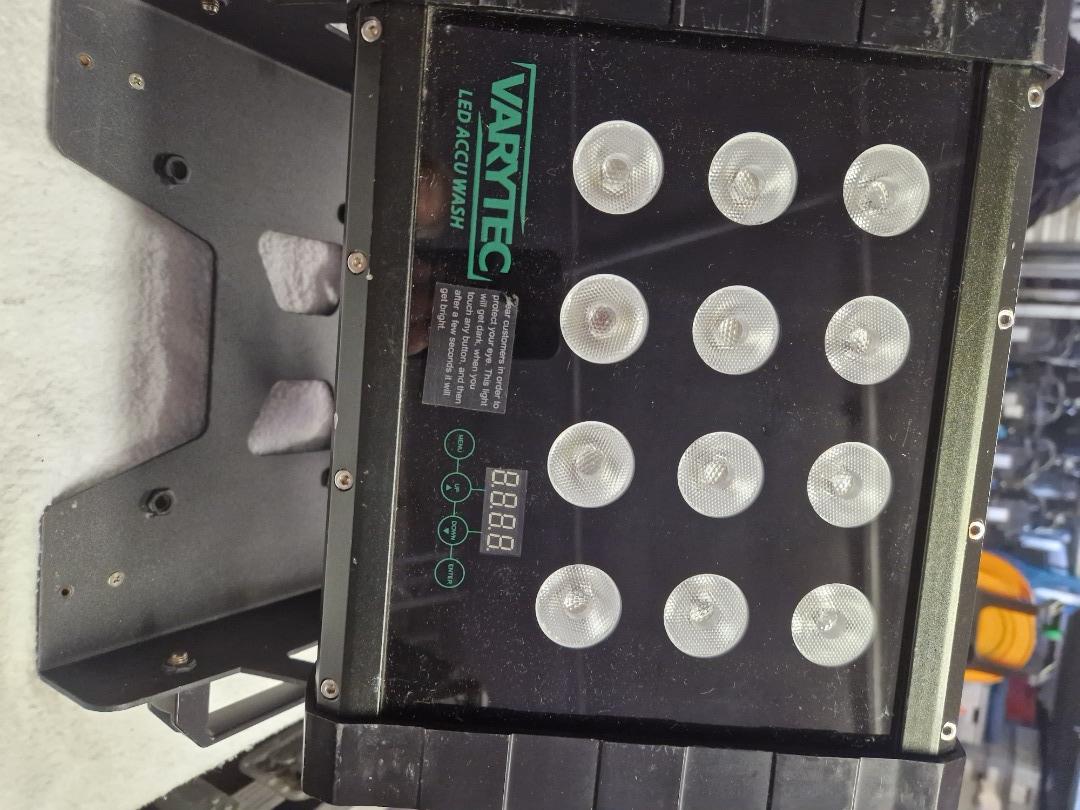 VARYTEC
LED ACCU WASH
ear customers in order to
protect your eye. This light
will get dark, when you
touch any button, and then
after a few seconds it will
get bright.
8.8.8.8
MENU
UP
DOWN
ENTER